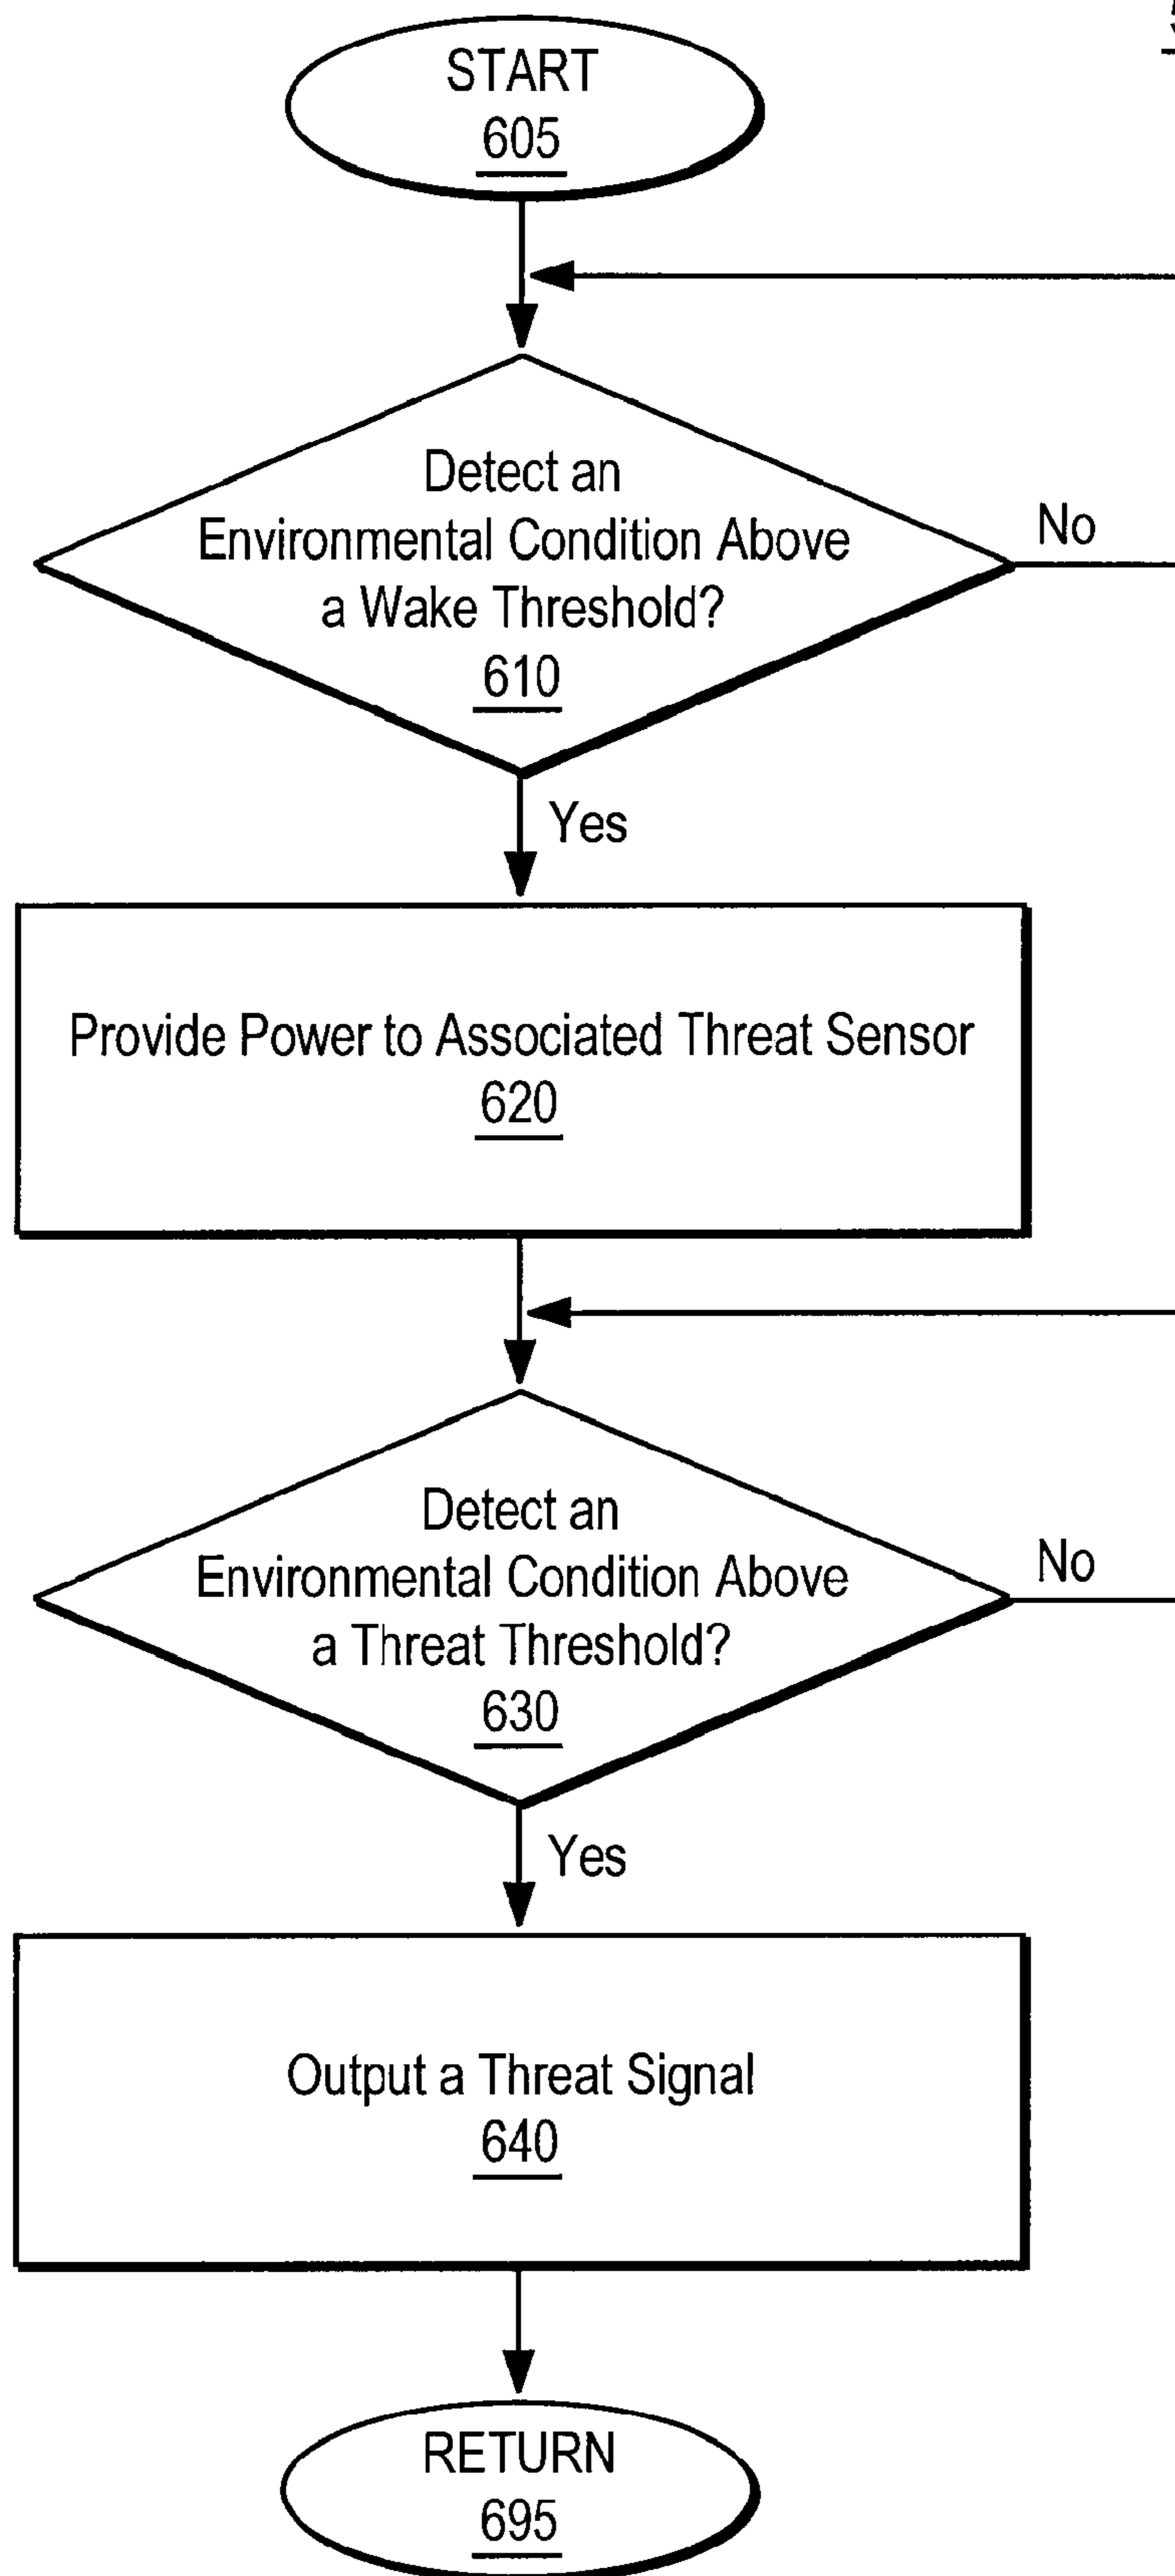 START
605
Detect an
Environmental Condition Above
a Wake Threshold?
610
No
Yes
Provide Power to Associated Threat Sensor
620
Detect an
Environmental Condition Above
a Threat Threshold?
630
No
Yes
Output a Threat Signal
640
RETURN
695